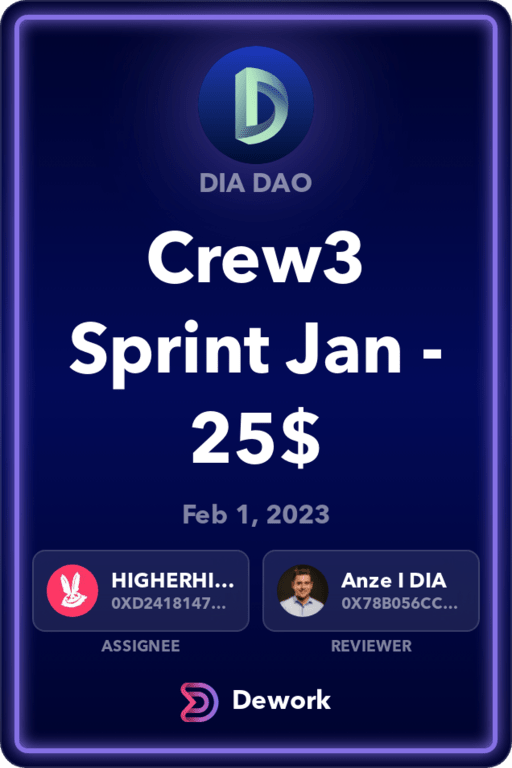 DIA DAO
Crew3
Sprint Jan -
25$
Feb 1, 2023
HIGHERHI...
0XD2418147...
ASSIGNEE
Anze I DIA
0X78B056CC...
REVIEWER
Dework